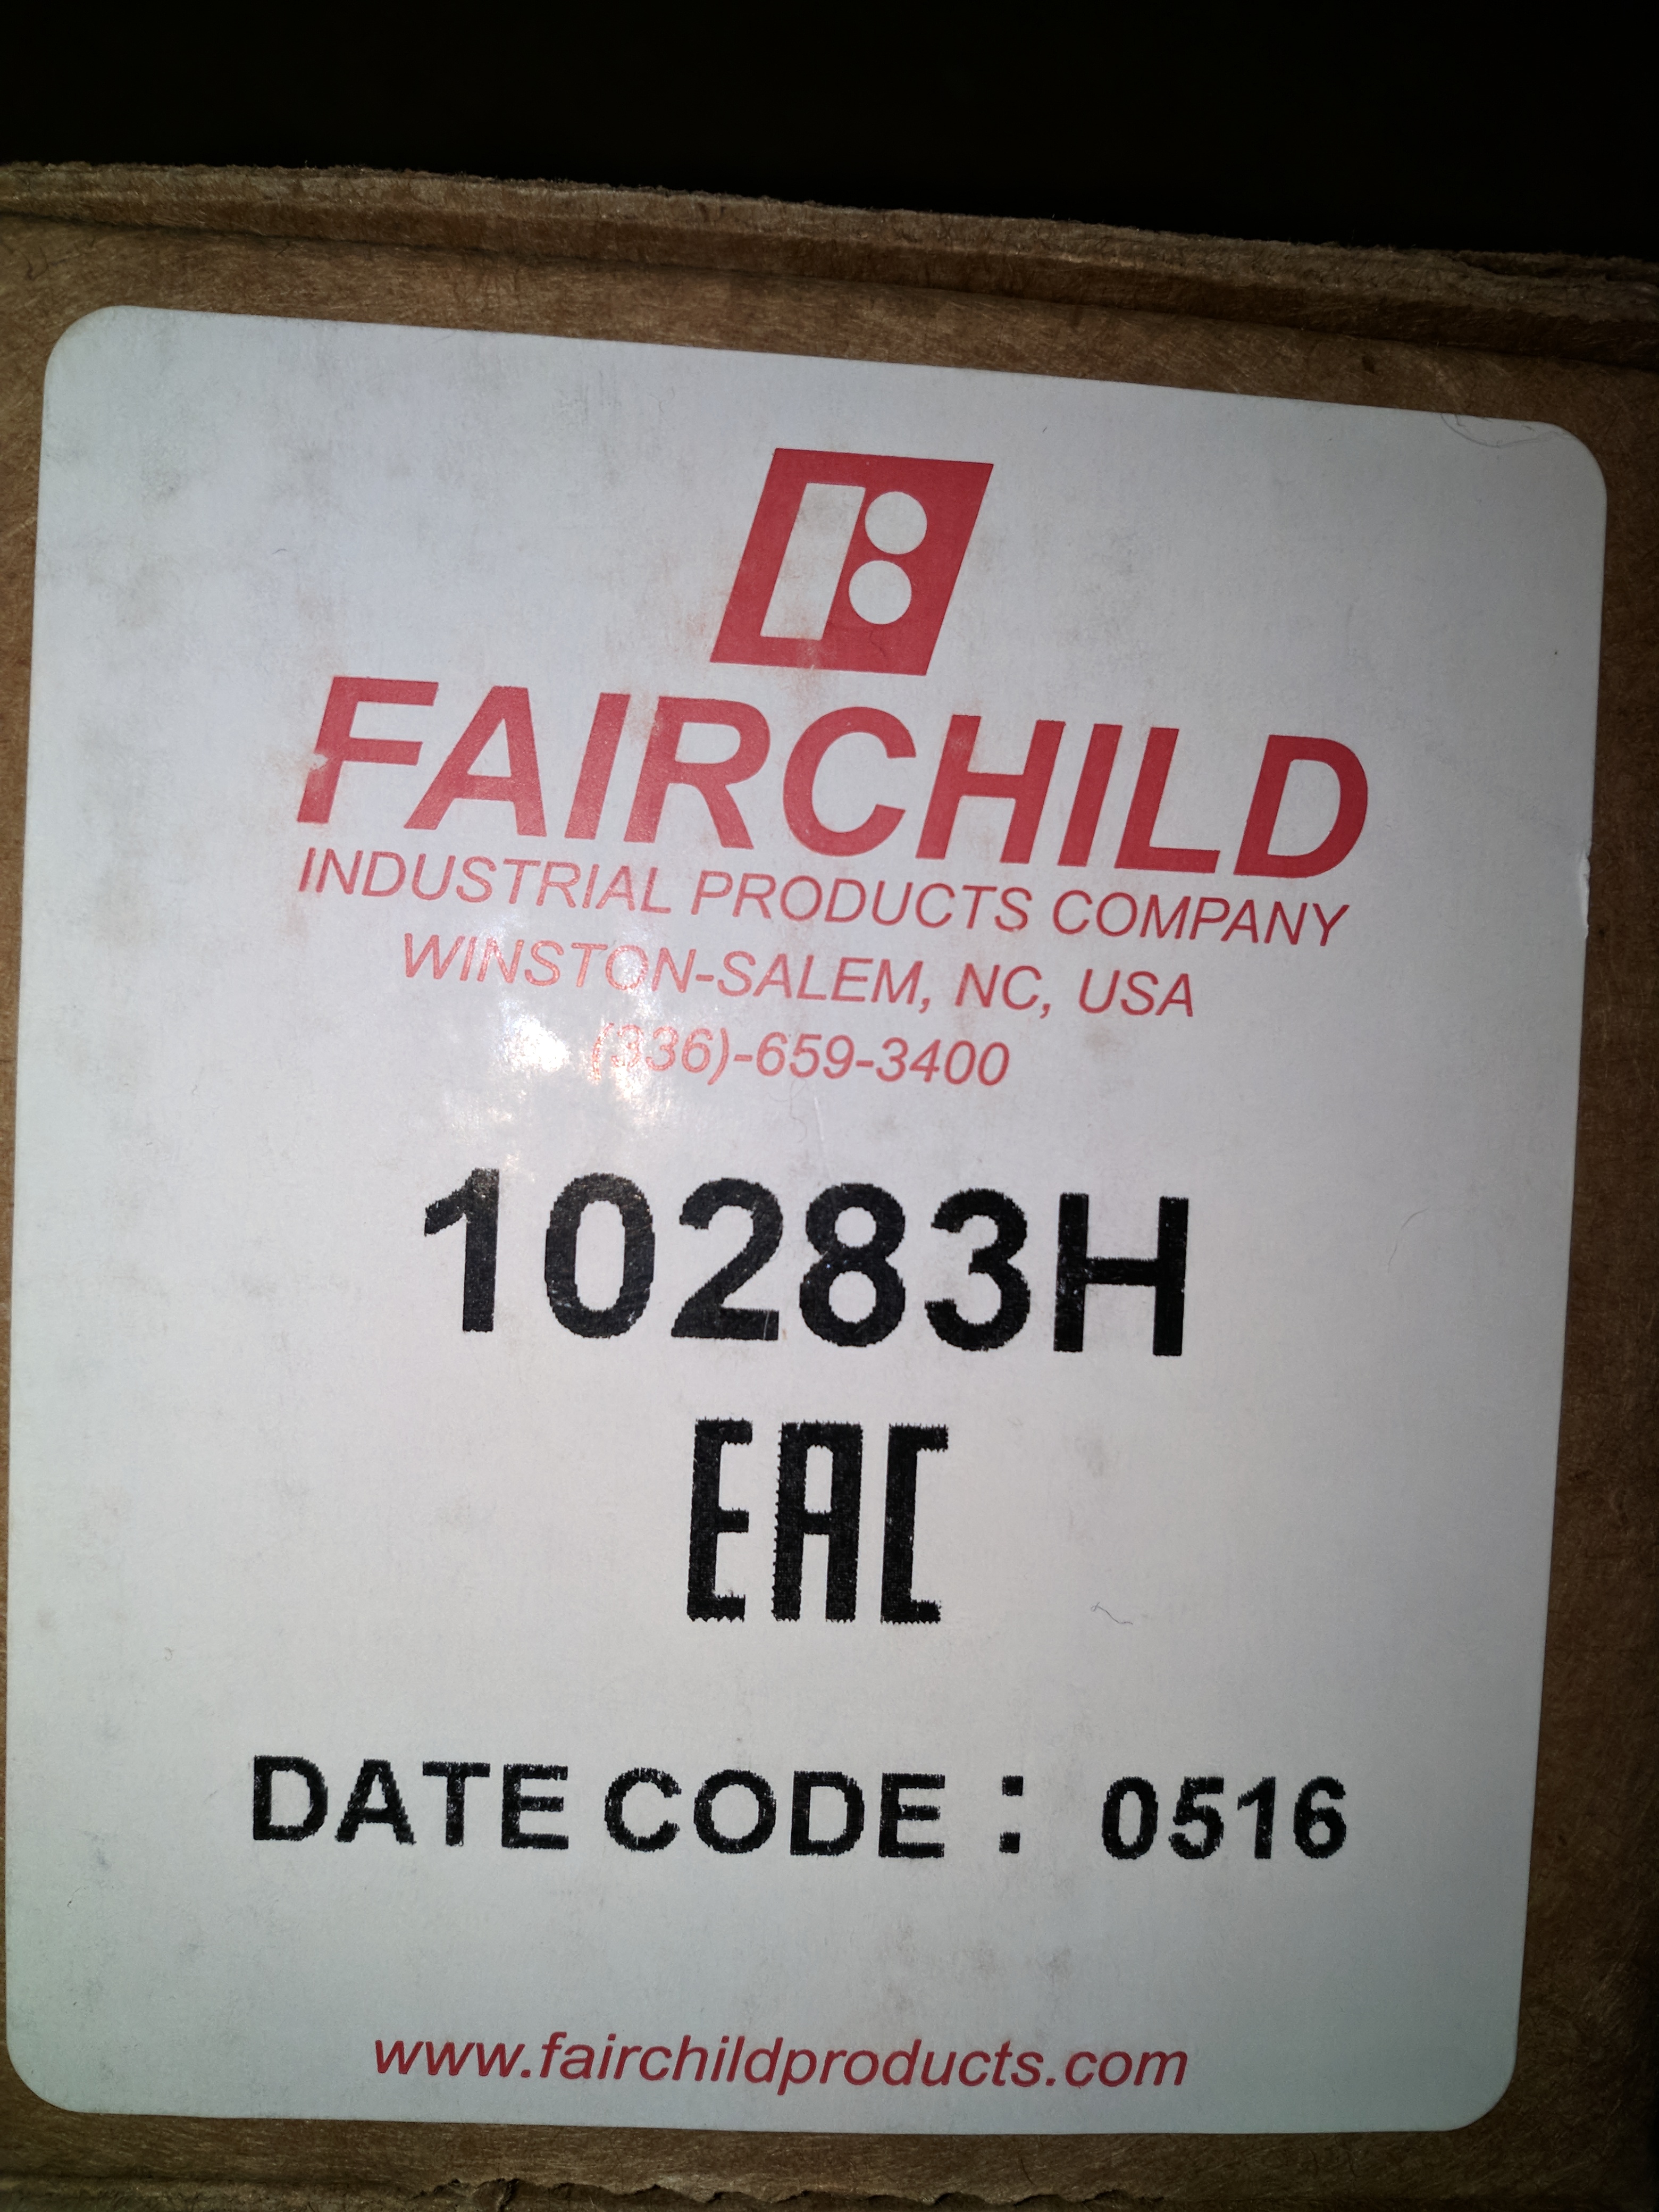 FAIRCHILD
INDUSTRIAL PRODUCTS COMPANY
WINSTON-SALEM, NC, USA
(336)-659-3400
10283H
EAC
DATE CODE : 0516
www.fairchildproducts.com